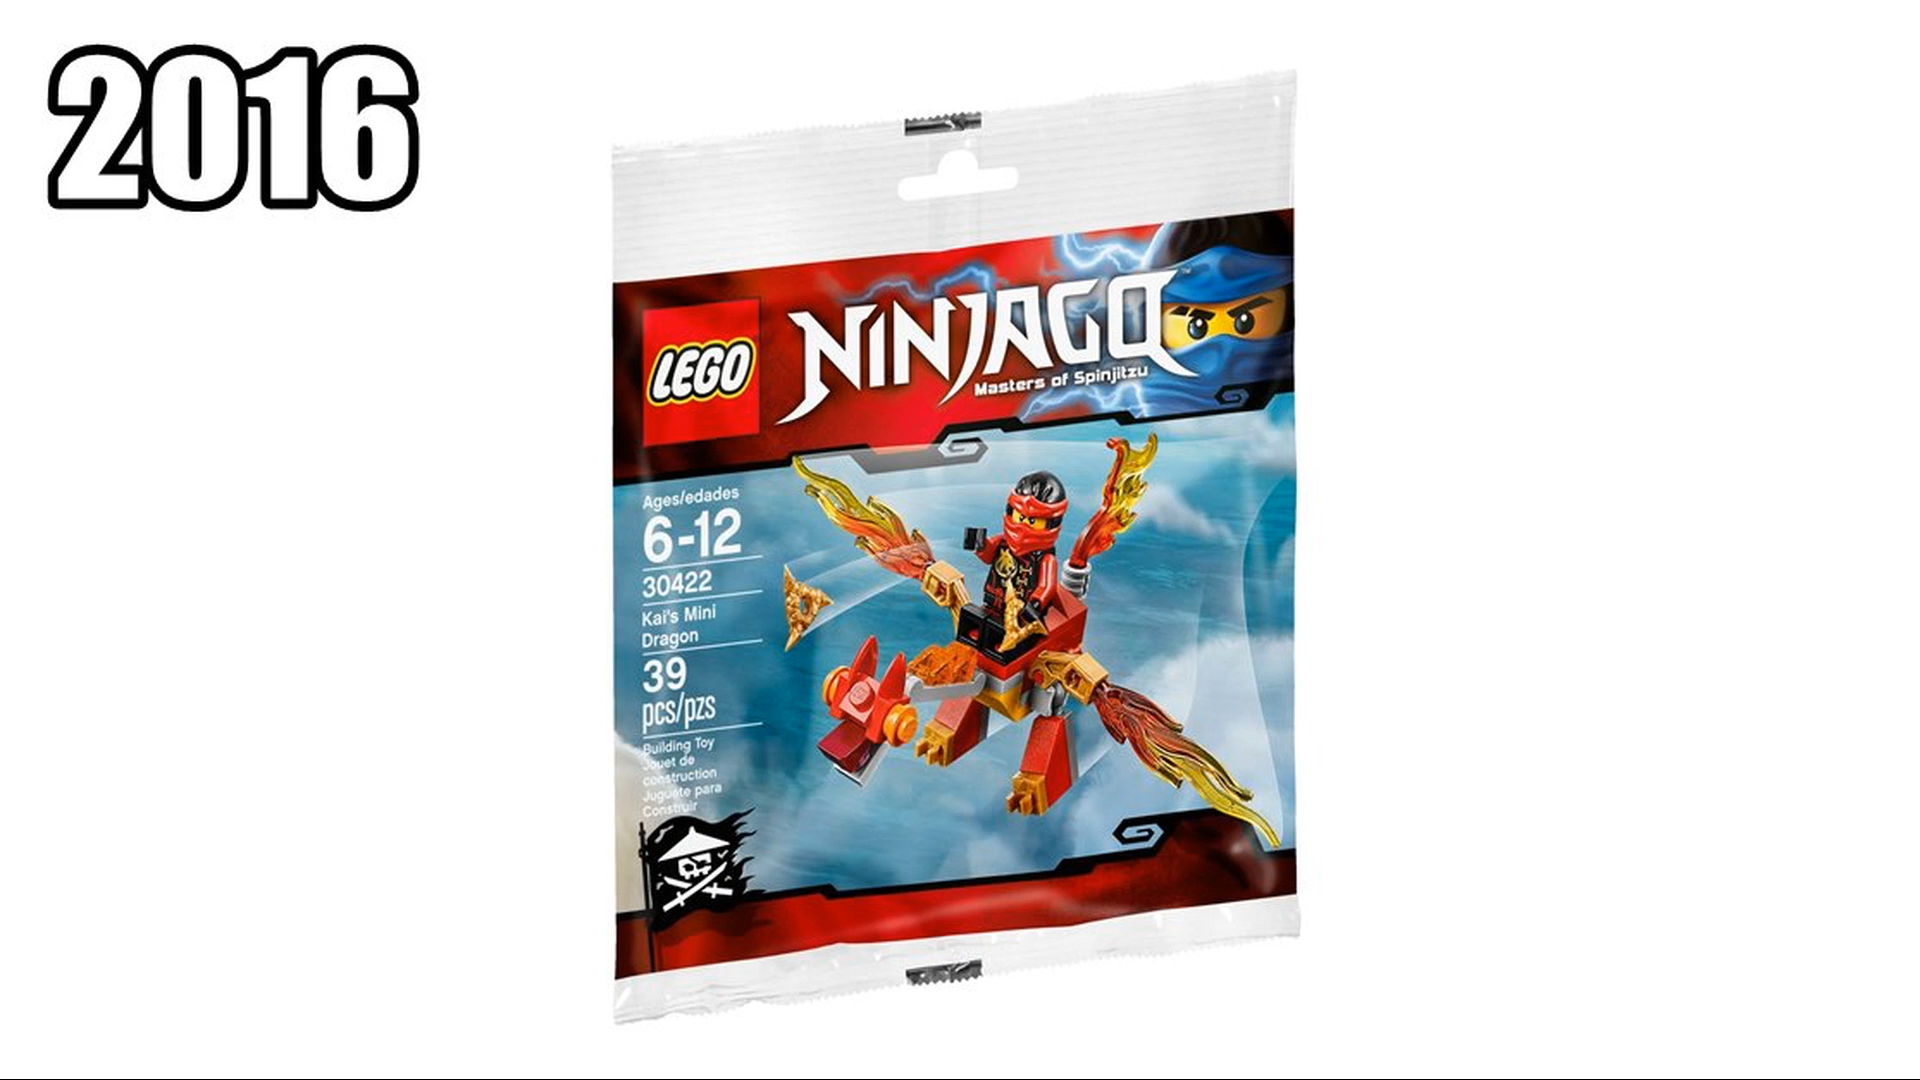 2016
LEGO
NINJAGO
™
Masters of Spinjitzu
Ages/edades
6-12
30422
Kai's Mini
Dragon
39
pcs/pzs
Building Toy
Jouet de
construction
Juguete para
Construir